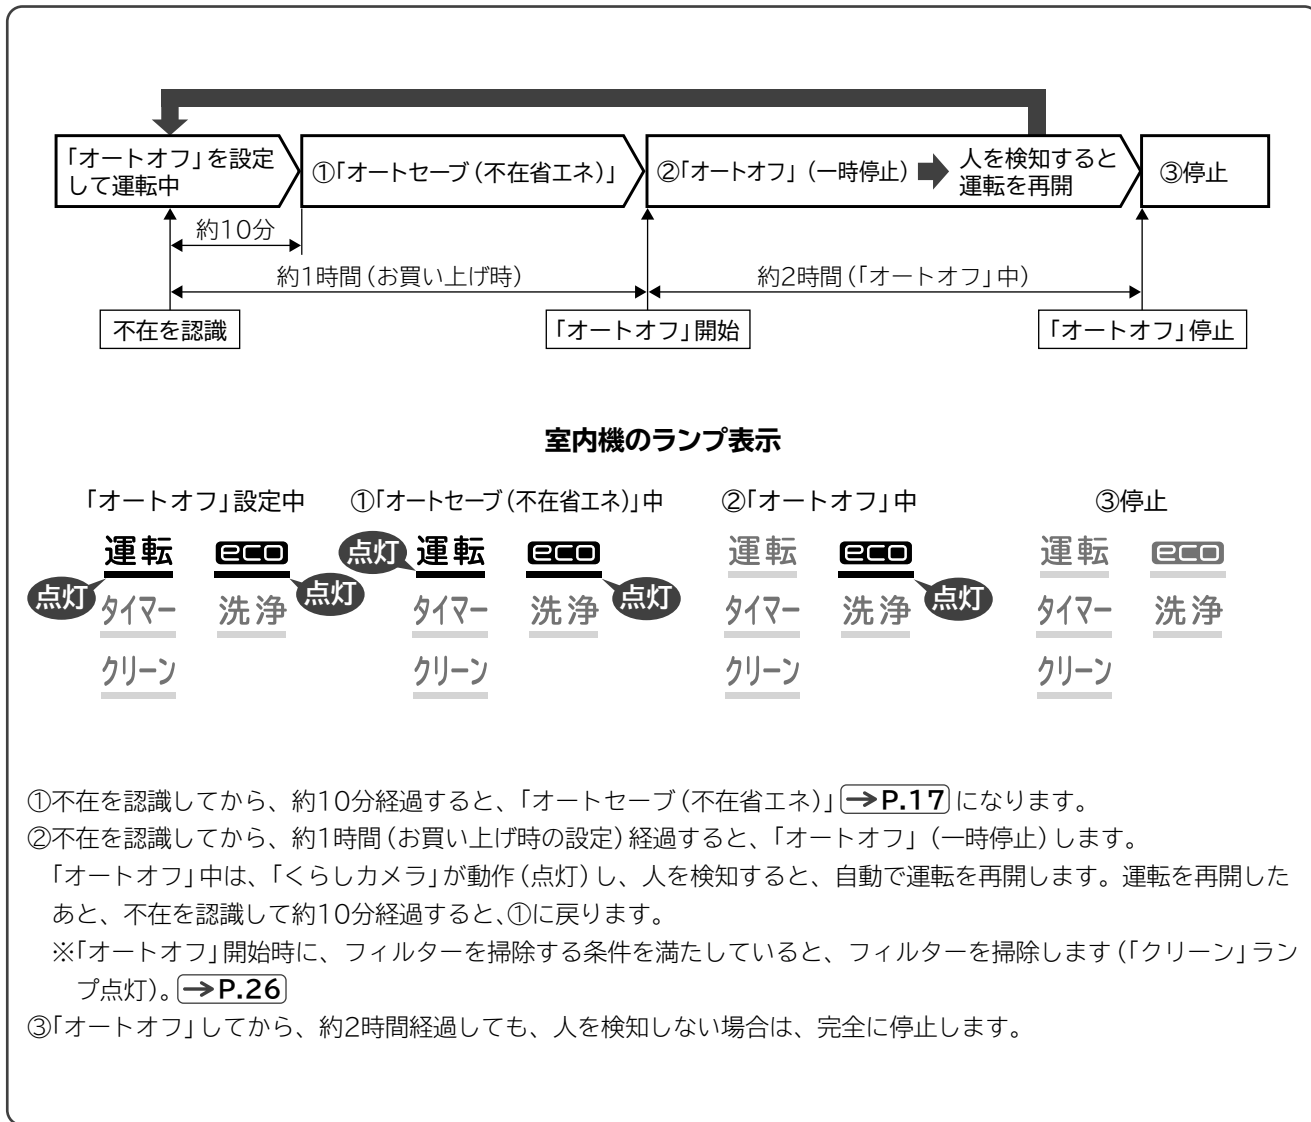 「オートオフ」を設定
して運転中
①「オートセーブ(不在省エネ)」
②「オートオフ」(一時停止)
人を検知すると
運転を再開
③停止
約10分
約1時間(お買い上げ時)
約2時間(「オートオフ」中)
不在を認識
「オートオフ」開始
「オートオフ」停止
室内機のランプ表示
「オートオフ」設定中
①「オートセーブ(不在省エネ)」中
②「オートオフ」中
③停止
運転 eco
点灯 点灯
タイマー 洗浄
クリーン
点灯 運転 eco
点灯
タイマー 洗浄
クリーン
運転 eco
点灯
タイマー 洗浄
クリーン
運転 eco
タイマー 洗浄
クリーン
①不在を認識してから、約10分経過すると、「オートセーブ(不在省エネ)」→P.17になります。
②不在を認識してから、約1時間(お買い上げ時の設定)経過すると、「オートオフ」(一時停止)します。
「オートオフ」中は、「くらしカメラ」が動作(点灯)し、人を検知すると、自動で運転を再開します。運転を再開した
あと、不在を認識して約10分経過すると、①に戻ります。
※「オートオフ」開始時に、フィルターを掃除する条件を満たしていると、フィルターを掃除します(「クリーン」ラン
プ点灯)。→P.26
③「オートオフ」してから、約2時間経過しても、人を検知しない場合は、完全に停止します。